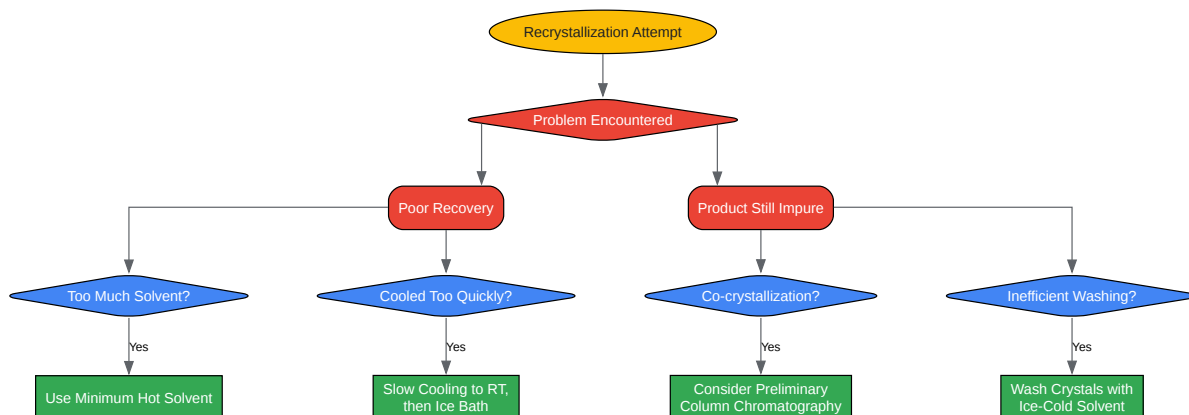 Recrystallization Attempt
Problem Encountered
Poor Recovery
Product Still Impure
Too Much Solvent?
Cooled Too Quickly?
Co-crystallization?
Inefficient Washing?
Yes
Yes
Yes
Yes
Use Minimum Hot Solvent
Slow Cooling to RT,
then Ice Bath
Consider Preliminary
Column Chromatography
Wash Crystals with
Ice-Cold Solvent